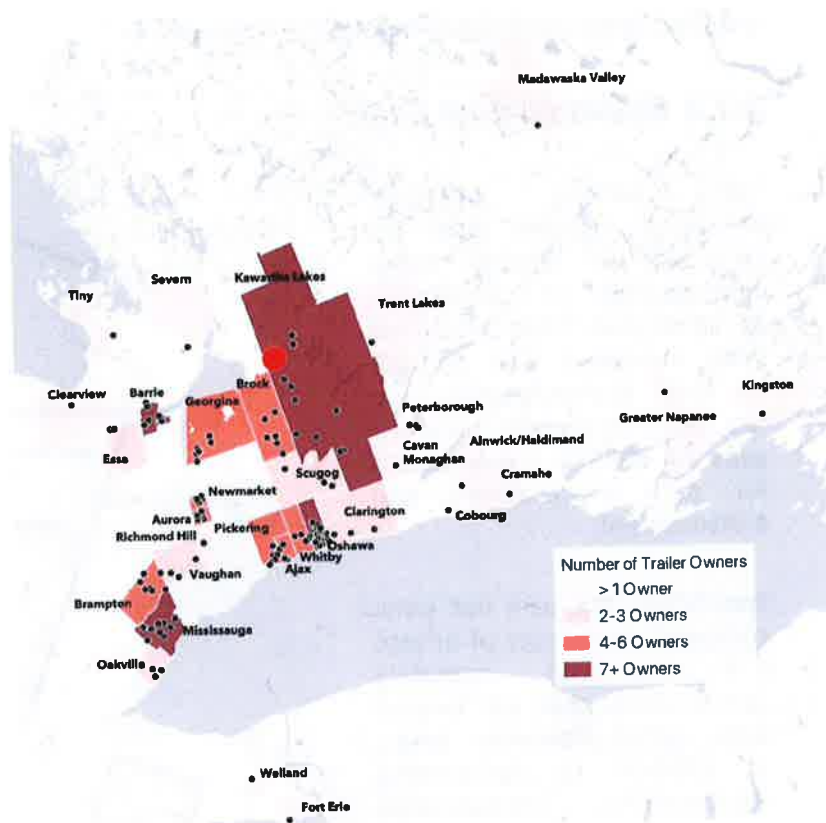 Madawaska Valley
Severn
Kawartha Lakes
Tiny
Trent Lakes
Clearview
Barrie
Brock
Georgina
Kingston
Greater Napanee
Peterborough
Essa
Cavan
Monaghan
Alnwick/Haldimand
Scugog
Cramahe
Newmarket
Clarington
Cobourg
Aurora
Pickering
Richmond Hill
Oshawa
Whitby
Ajax
Vaughan
Brampton
Mississauga
Oakville
Number of Trailer Owners
>1 Owner
2-3 Owners
4-6 Owners
7+ Owners
Welland
Fort Erie